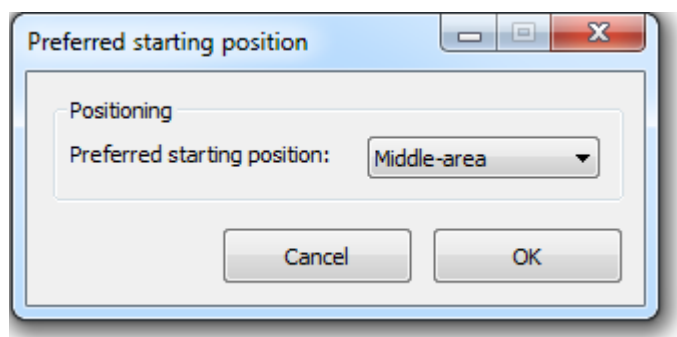 Preferred starting position
Positioning
Preferred starting position: Middle-area
Cancel OK